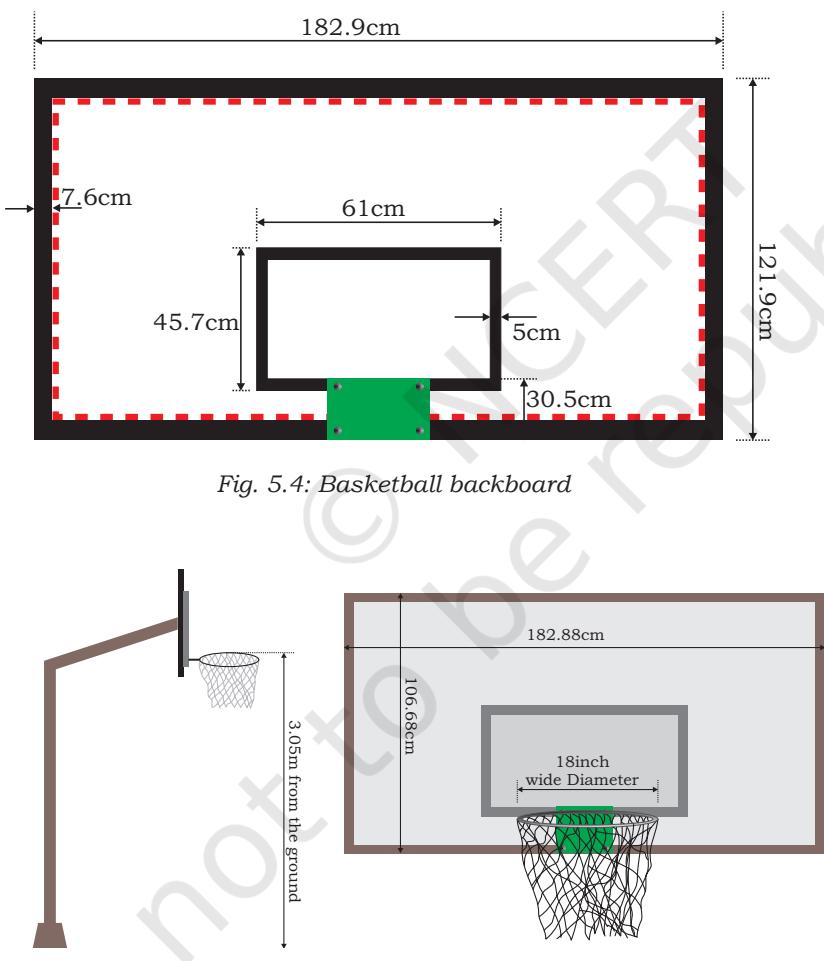 182.9cm
7.6cm
61cm
45.7cm
5cm
30.5cm
121.9cm
Fig. 5.4: Basketball backboard
3.05m from the ground
182.88cm
106.68cm
18inch
wide Diameter
© NCERT
not to be republ